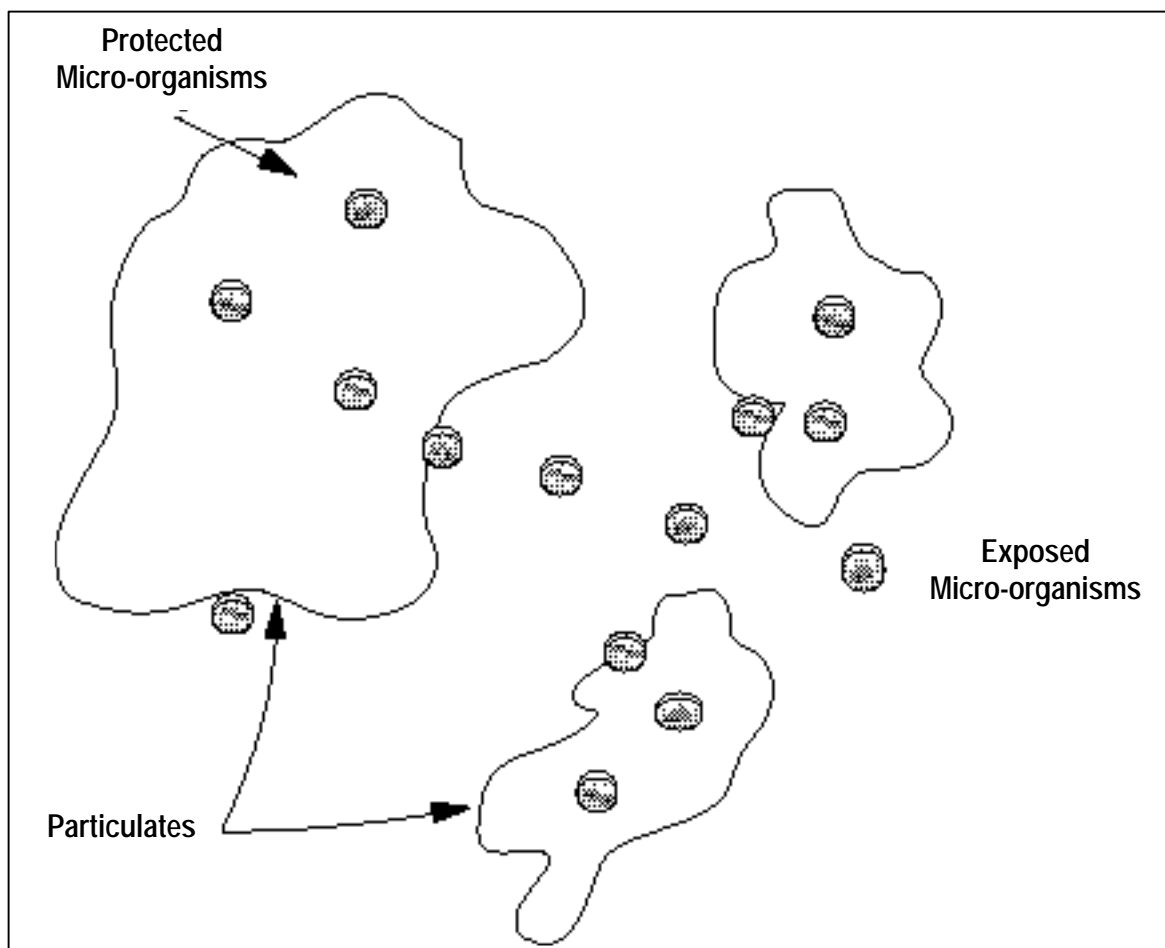 Protected
Micro-organisms
Exposed
Micro-organisms
Particulates